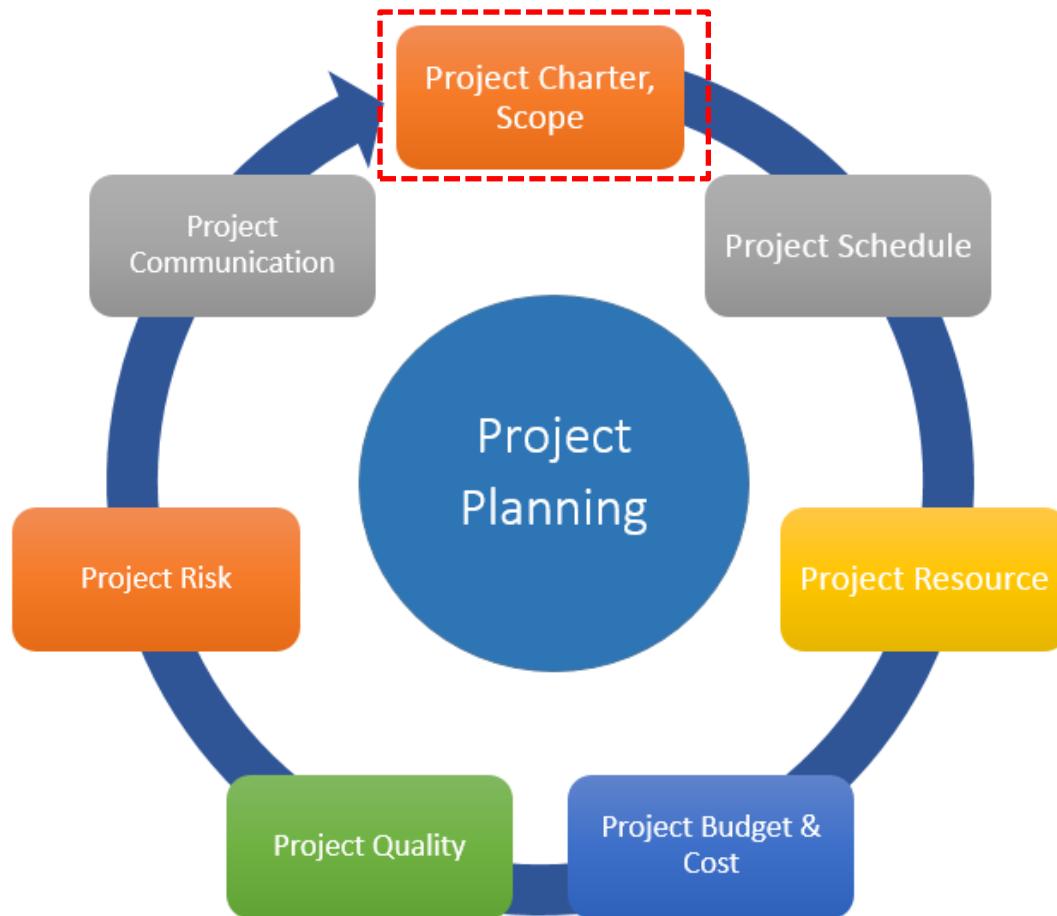 Project Charter,
Scope
Project Schedule
Project Resource
Project Budget &
Cost
Project Quality
Project Risk
Project
Communication
Project
Planning